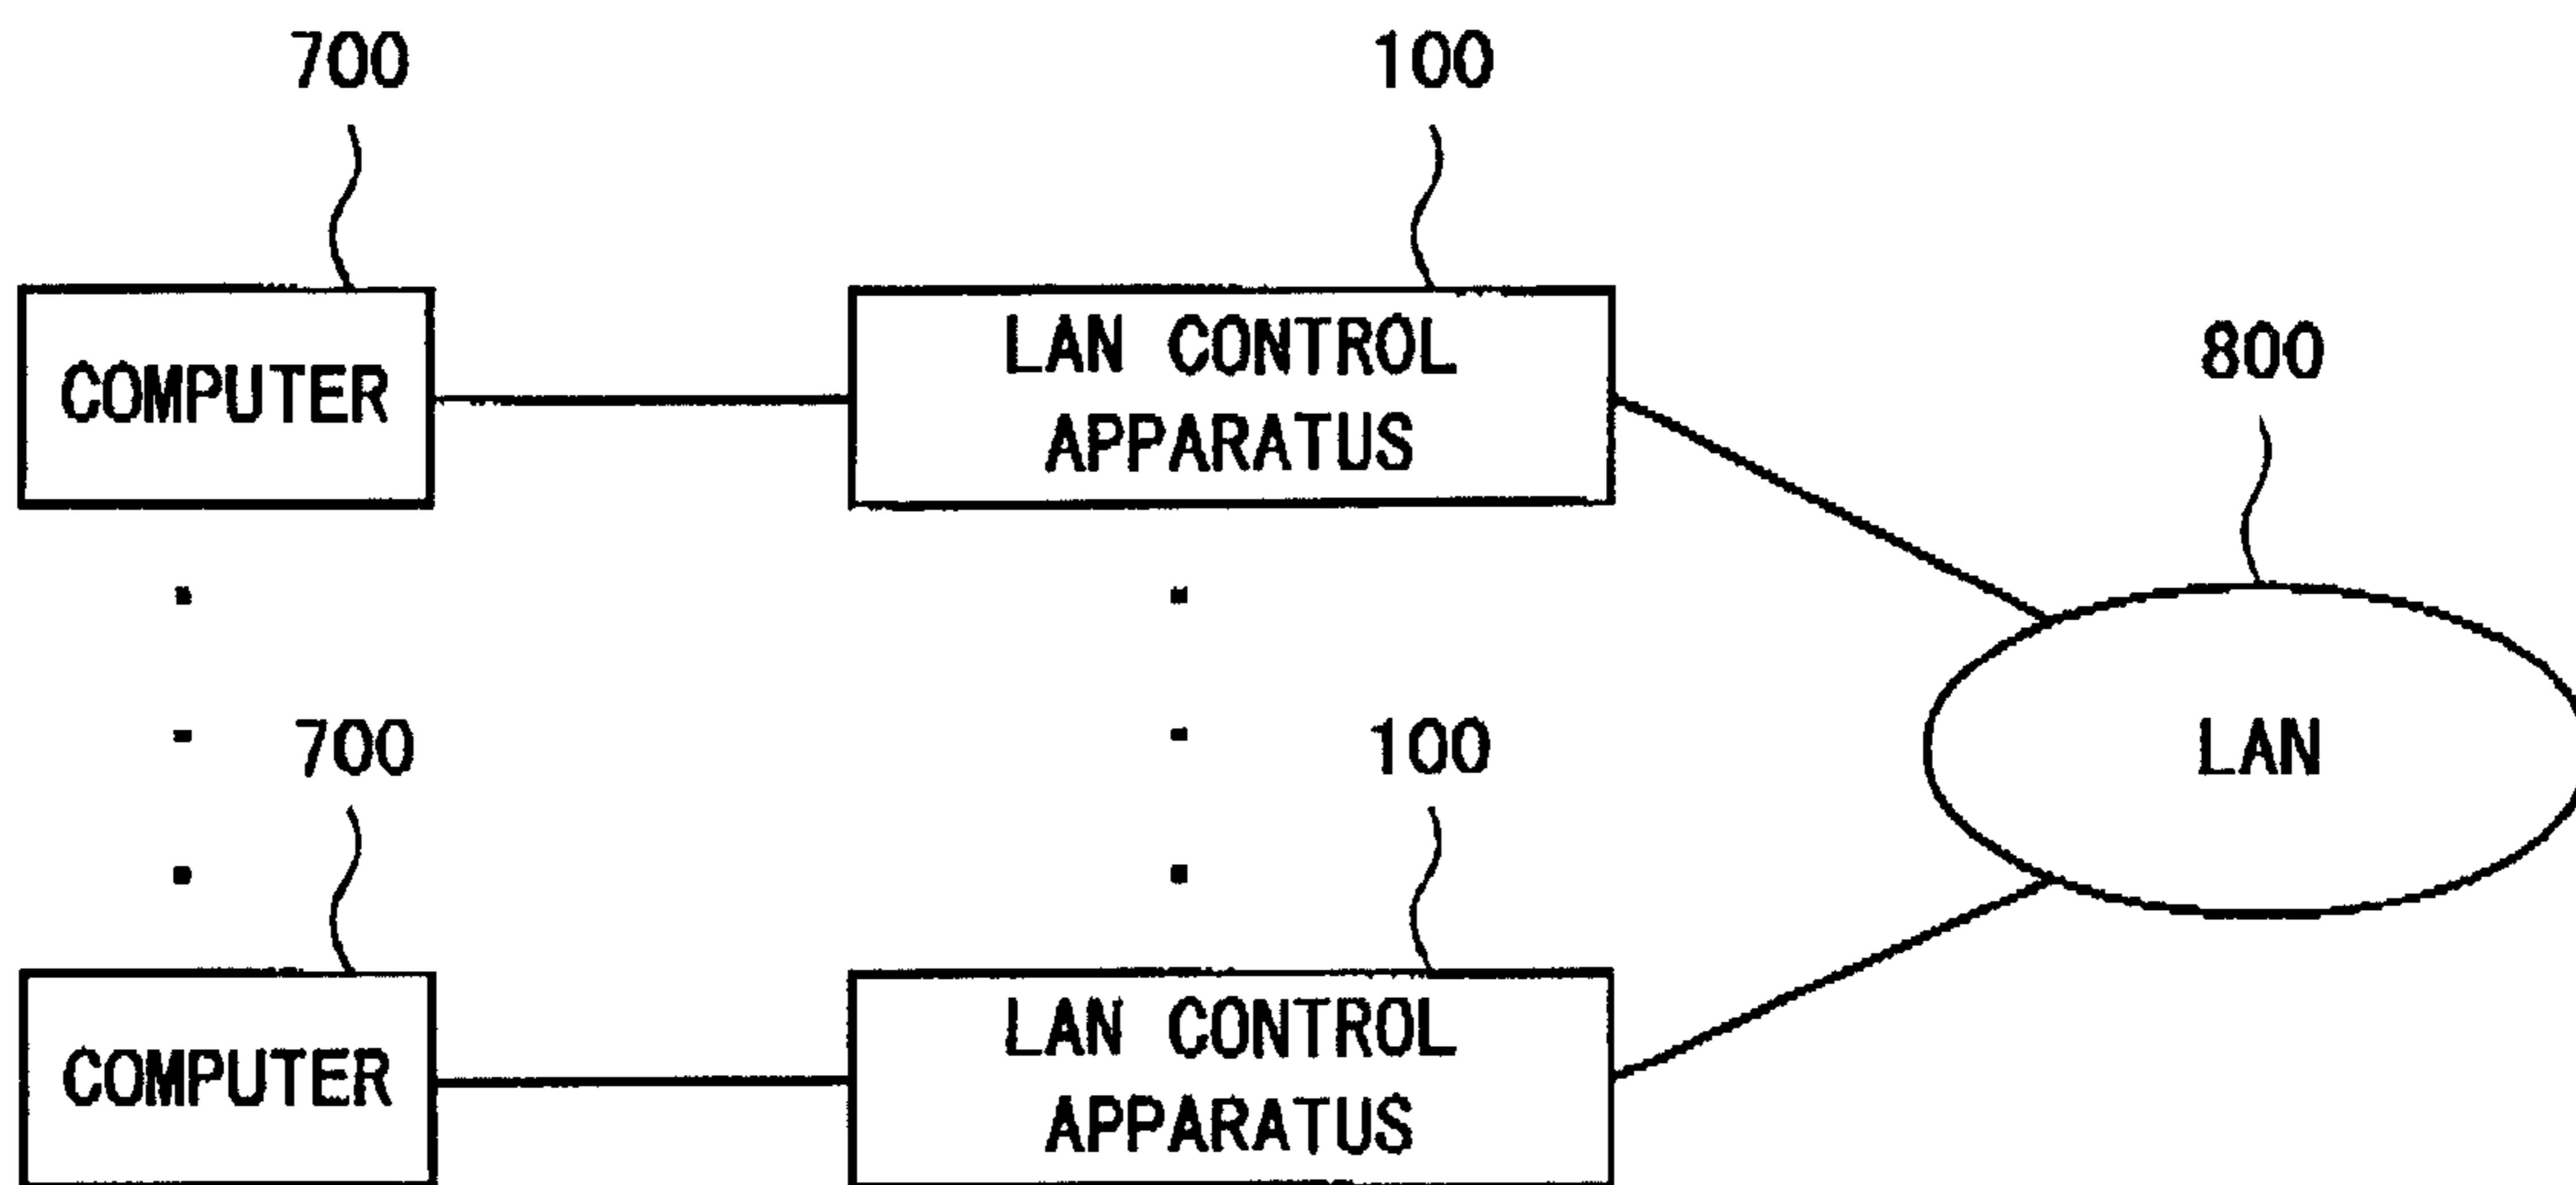 700
100
COMPUTER
LAN CONTROL
APPARATUS
800
LAN
700
100
COMPUTER
LAN CONTROL
APPARATUS